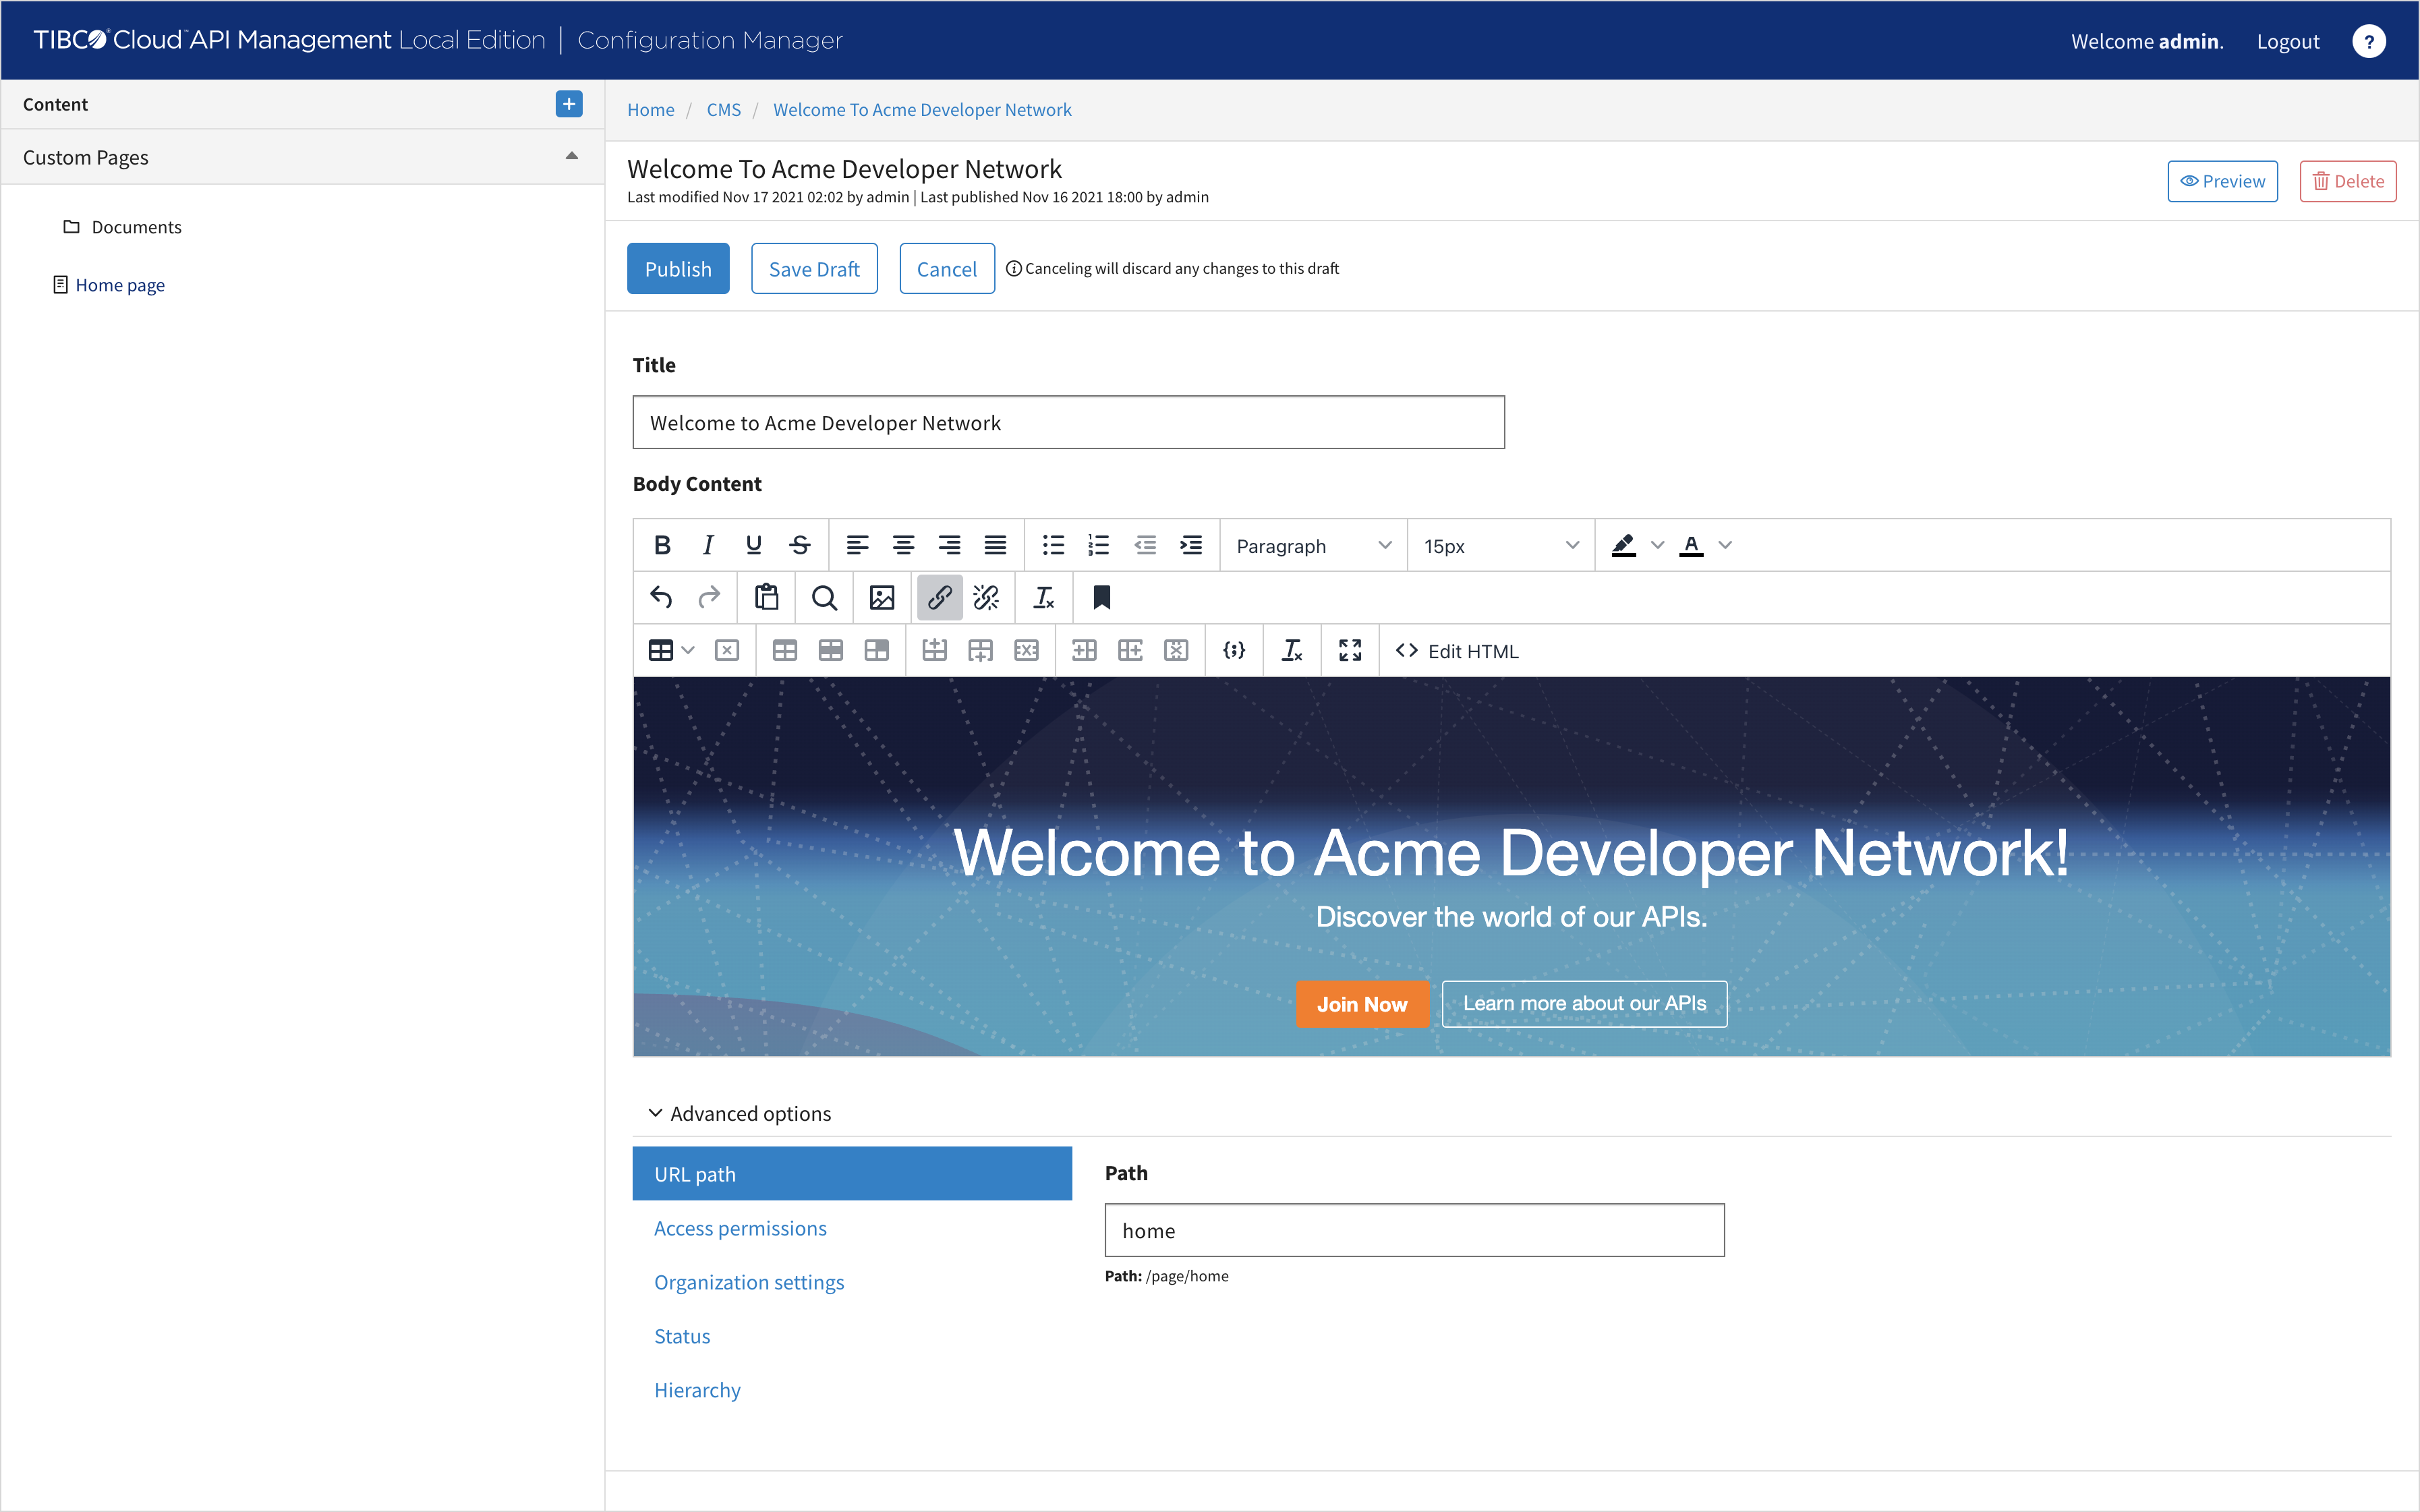 TIBCO® Cloud™ API Management Local Edition | Configuration Manager
Welcome admin.
Logout
?
Content
+
Custom Pages
Documents
Home page
Home / CMS / Welcome To Acme Developer Network
Welcome To Acme Developer Network
Last modified Nov 17 2021 02:02 by admin | Last published Nov 16 2021 18:00 by admin
Preview
Delete
Publish
Save Draft
Cancel
Canceling will discard any changes to this draft
Title
Welcome to Acme Developer Network
Body Content
B I U S
Paragraph
15px
A
Edit HTML
Welcome to Acme Developer Network!
Discover the world of our APIs.
Join Now
Learn more about our APIs
Advanced options
URL path
Access permissions
Organization settings
Status
Hierarchy
Path
home
Path: /page/home